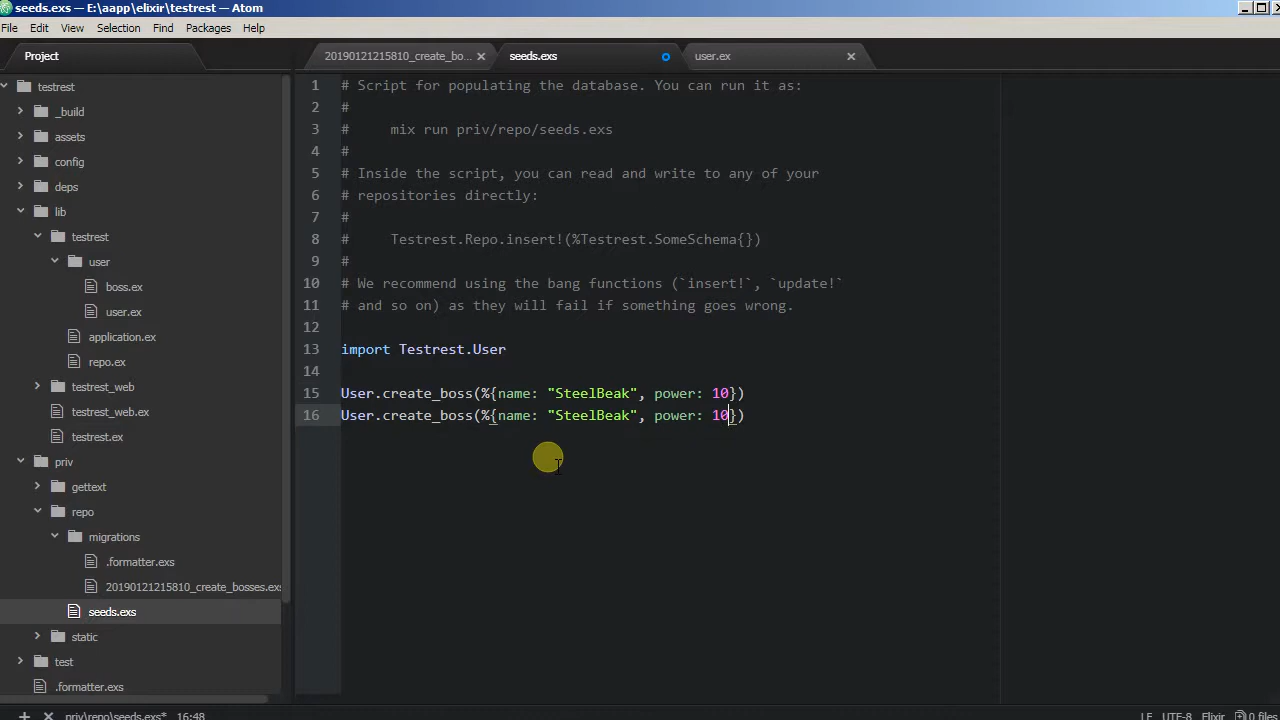 seeds.exs — E:\aapp\elixir\testrest — Atom
File Edit View Selection Find Packages Help
Project
20190121215810_create_bo...
seeds.exs
user.ex
testrest
_build
assets
config
deps
lib
testrest
user
boss.ex
user.ex
application.ex
repo.ex
testrest_web
testrest_web.ex
testrest.ex
priv
gettext
repo
migrations
.formatter.exs
20190121215810_create_bosses.exs
seeds.exs
static
test
.formatter.exs
1 # Script for populating the database. You can run it as:
2 #
3 #     mix run priv/repo/seeds.exs
4 #
5 # Inside the script, you can read and write to any of your
6 # repositories directly:
7 #
8 #     Testrest.Repo.insert!(%Testrest.SomeSchema{})
9 #
10 # We recommend using the bang functions (`insert!`, `update!`
11 # and so on) as they will fail if something goes wrong.
12
13 import Testrest.User
14
15 User.create_boss(%{name: "SteelBeak", power: 10})
16 User.create_boss(%{name: "SteelBeak", power: 10})
priv\repo\seeds.exs* 16:48
LF UTF-8 Elixir 0 files